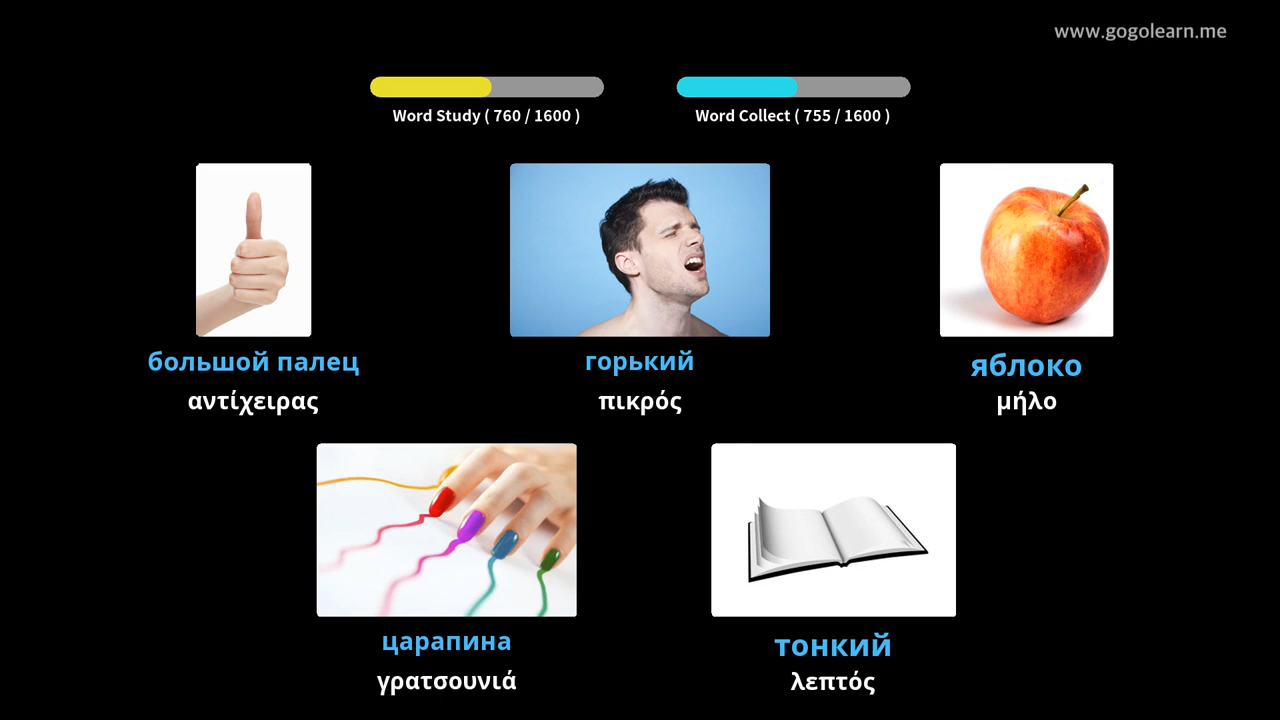 www.gogolearn.me
Word Study ( 760 / 1600 )
Word Collect ( 755 / 1600 )
большой палец
αντίχειρας
горький
πικρός
яблоко
μήλο
царапина
γρατσουνιά
тонкий
λεπτός